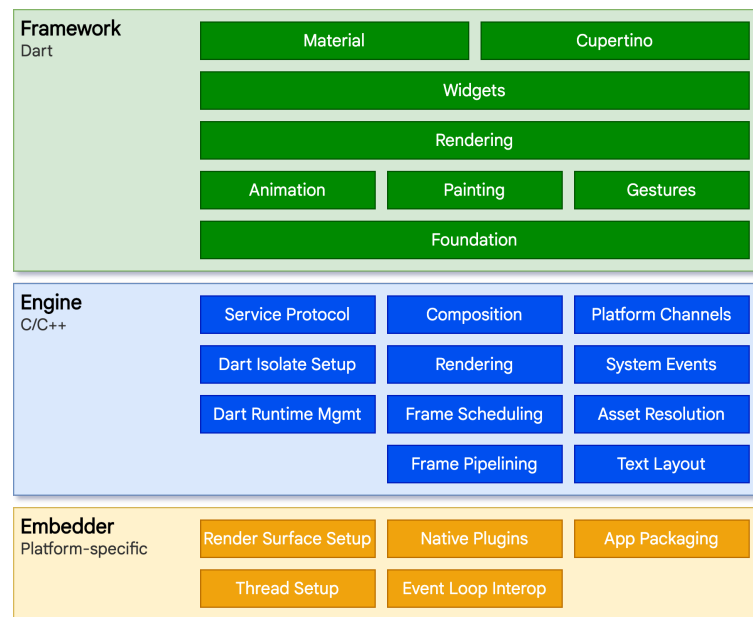 Framework
Dart
Material
Cupertino
Widgets
Rendering
Animation
Painting
Gestures
Foundation
Engine
C/C++
Service Protocol
Composition
Platform Channels
Dart Isolate Setup
Rendering
System Events
Dart Runtime Mgmt
Frame Scheduling
Asset Resolution
Frame Pipelining
Text Layout
Embedder
Platform-specific
Render Surface Setup
Native Plugins
App Packaging
Thread Setup
Event Loop Interop